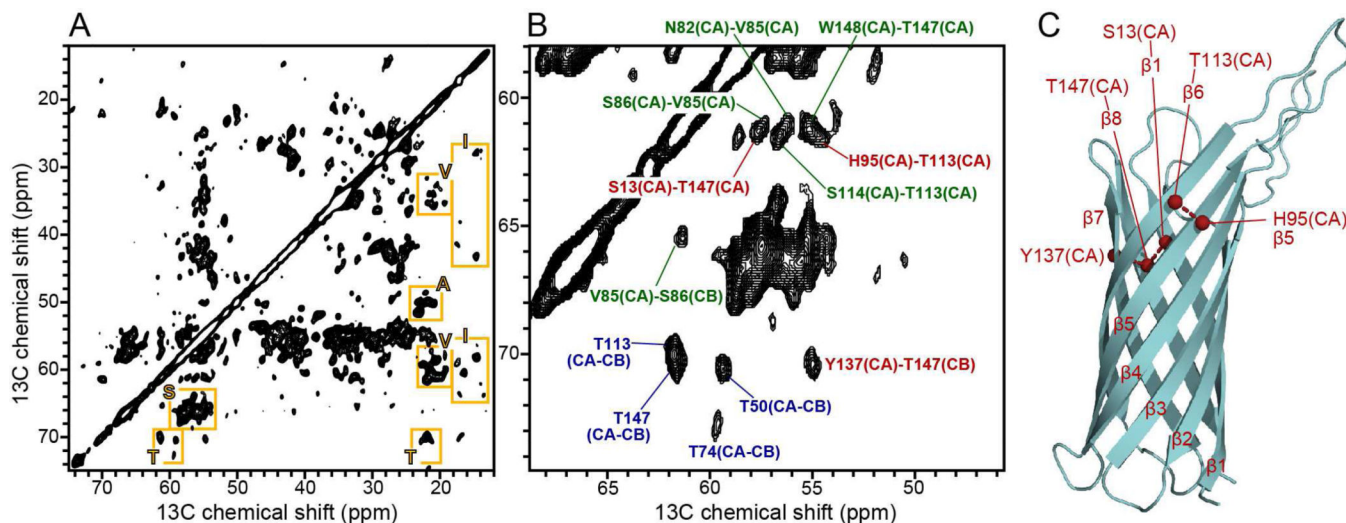 A
20
30
40
50
60
70
13C chemical shift (ppm)
70
60
50
40
30
20
13C chemical shift (ppm)
I
V
A
V
I
S
T
T
B
N82(CA)-V85(CA)
W148(CA)-T147(CA)
60
S86(CA)-V85(CA)
H95(CA)-T113(CA)
S13(CA)-T147(CA)
S114(CA)-T113(CA)
65
V85(CA)-S86(CB)
70
T113
(CA-CB)
Y137(CA)-T147(CB)
T147
(CA-CB)
T50(CA-CB)
T74(CA-CB)
65
60
55
50
13C chemical shift (ppm)
C
S13(CA)
β1
T113(CA)
β6
T147(CA)
β8
β7
H95(CA)
β5
Y137(CA)
β5
β4
β3
β2
β1